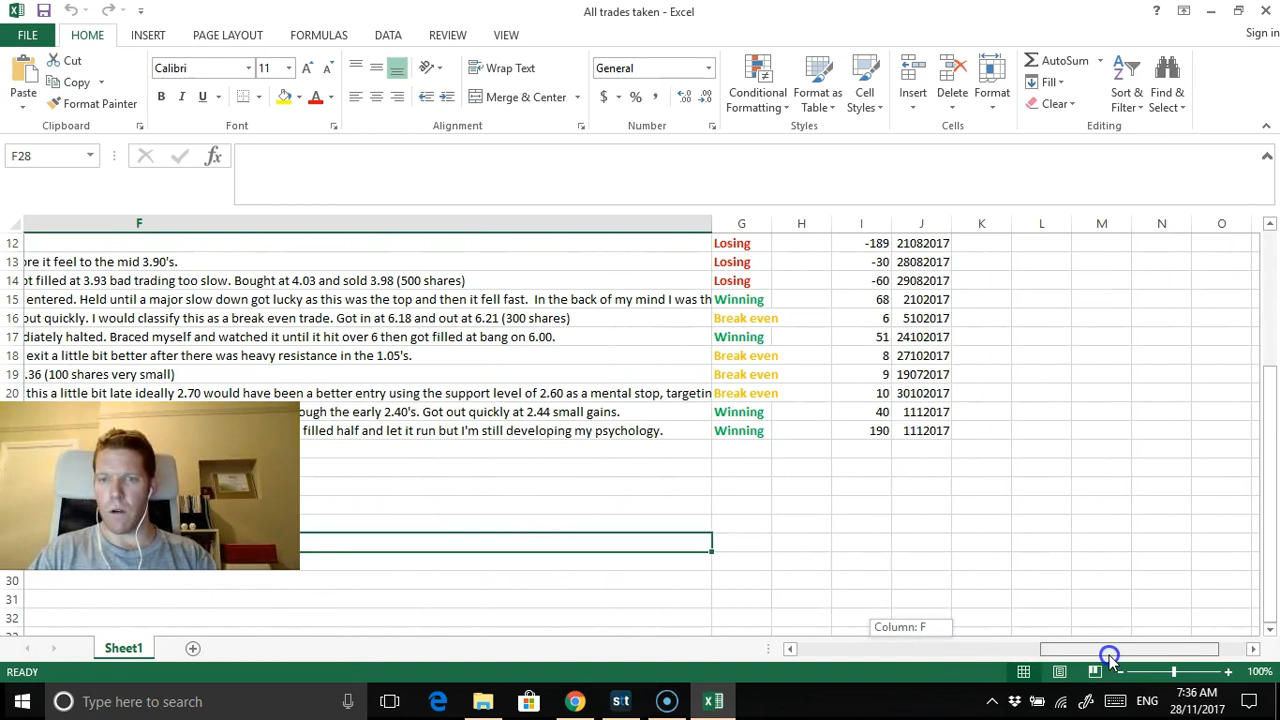 All trades taken - Excel
?
FILE HOME INSERT PAGE LAYOUT FORMULAS DATA REVIEW VIEW Sign in
Paste Cut Copy Format Painter
Clipboard
Calibri 11
B I U
Font
Wrap Text
Merge & Center
Alignment
General
$ % ,
Number
Conditional Formatting Format as Table Cell Styles
Styles
Insert Delete Format
Cells
AutoSum Fill Clear Sort & Filter Find & Select
Editing
F28 fx
F G H I J K L M N O
12 Losing -189 21082017
13 ore it feel to the mid 3.90's. Losing -30 28082017
14 ot filled at 3.93 bad trading too slow. Bought at 4.03 and sold 3.98 (500 shares) Losing -60 29082017
15 entered. Held until a major slow down got lucky as this was the top and then it fell fast. In the back of my mind I was th Winning 68 2102017
16 out quickly. I would classify this as a break even trade. Got in at 6.18 and out at 6.21 (300 shares) Break even 6 5102017
17 diately halted. Braced myself and watched it until it hit over 6 then got filled at bang on 6.00. Winning 51 24102017
18 exit a little bit better after there was heavy resistance in the 1.05's. Break even 8 27102017
19 .36 (100 shares very small) Break even 9 19072017
20 this a little bit late ideally 2.70 would have been a better entry using the support level of 2.60 as a mental stop, targetin Break even 10 30102017
ough the early 2.40's. Got out quickly at 2.44 small gains. Winning 40 1112017
filled half and let it run but I'm still developing my psychology. Winning 190 1112017
30
31
32
Column: F
Sheet1
READY 100%
Type here to search ENG 7:36 AM
28/11/2017